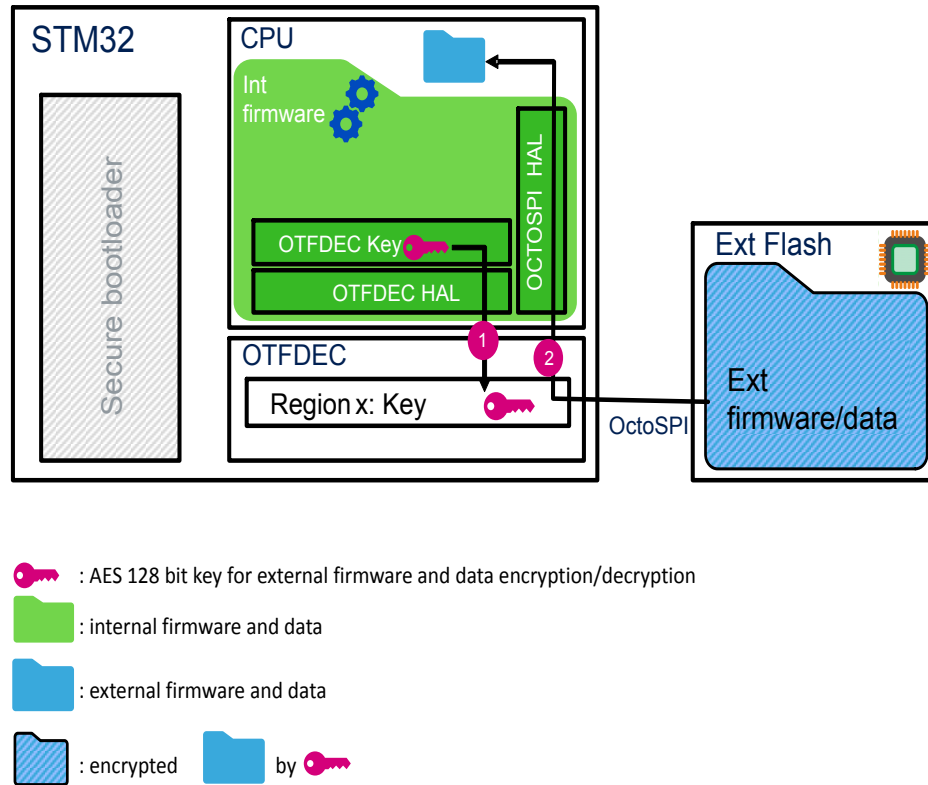 STM32
CPU
Int
firmware
Secure bootloader
OCTOSPI HAL
OTFDEC Key
OTFDEC HAL
1
OTFDEC
2
Region x: Key
OctoSPI
Ext Flash
Ext
firmware/data
: AES 128 bit key for external firmware and data encryption/decryption
: internal firmware and data
: external firmware and data
: encrypted by